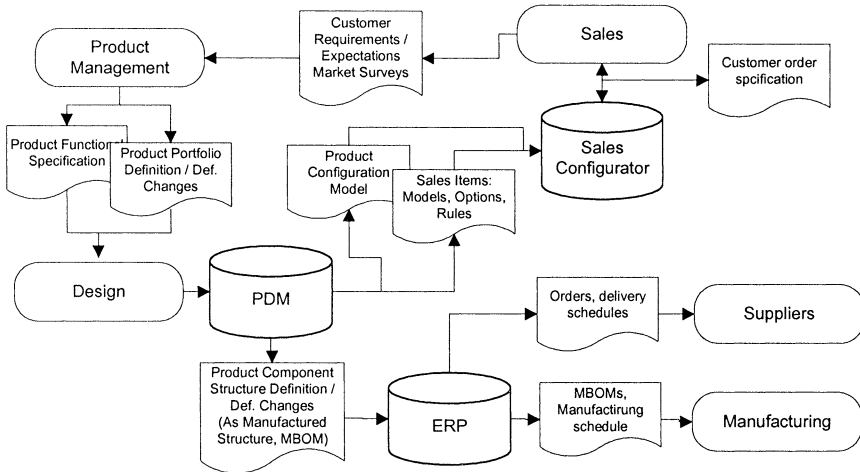 Product
Management
Customer
Requirements /
Expectations
Market Surveys
Sales
Customer order
spcification
Product Functional
Specification
Product Portfolio
Definition / Def.
Changes
Product
Configuration
Model
Sales Items:
Models, Options,
Rules
Sales
Configurator
Design
PDM
Orders, delivery
schedules
Suppliers
Product Component
Structure Definition /
Def. Changes
(As Manufactured
Structure, MBOM)
ERP
MBOMs,
Manufactirung
schedule
Manufacturing